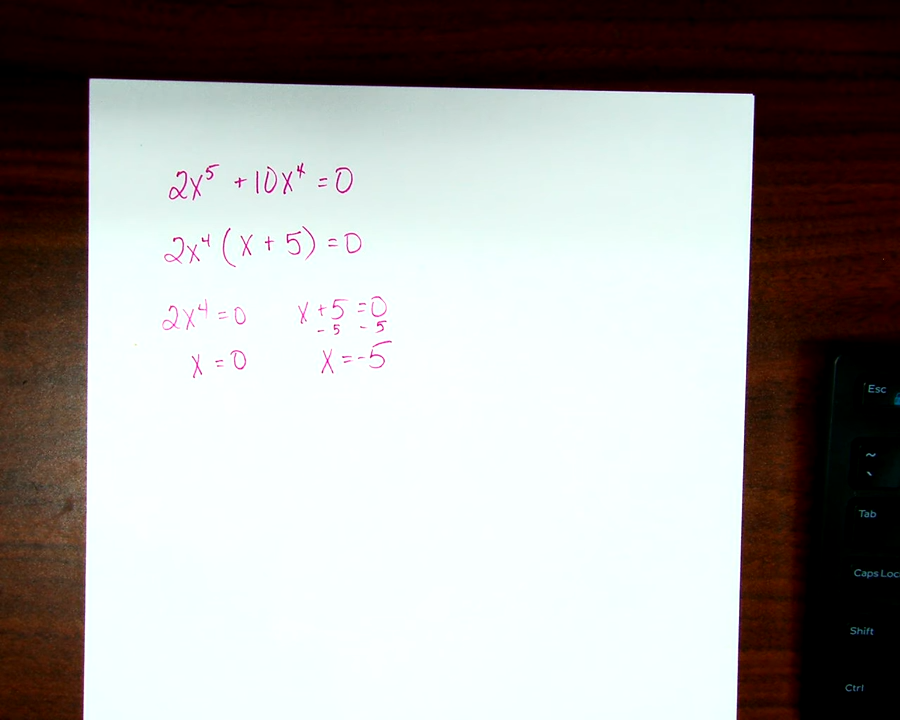 2x⁵ + 10x⁴ = 0
2x⁴ (x + 5) = 0
2x⁴ = 0 x + 5 = 0
- 5 - 5
x = 0 x = -5
Esc
~
`
Tab
Caps Loc
Shift
Ctrl